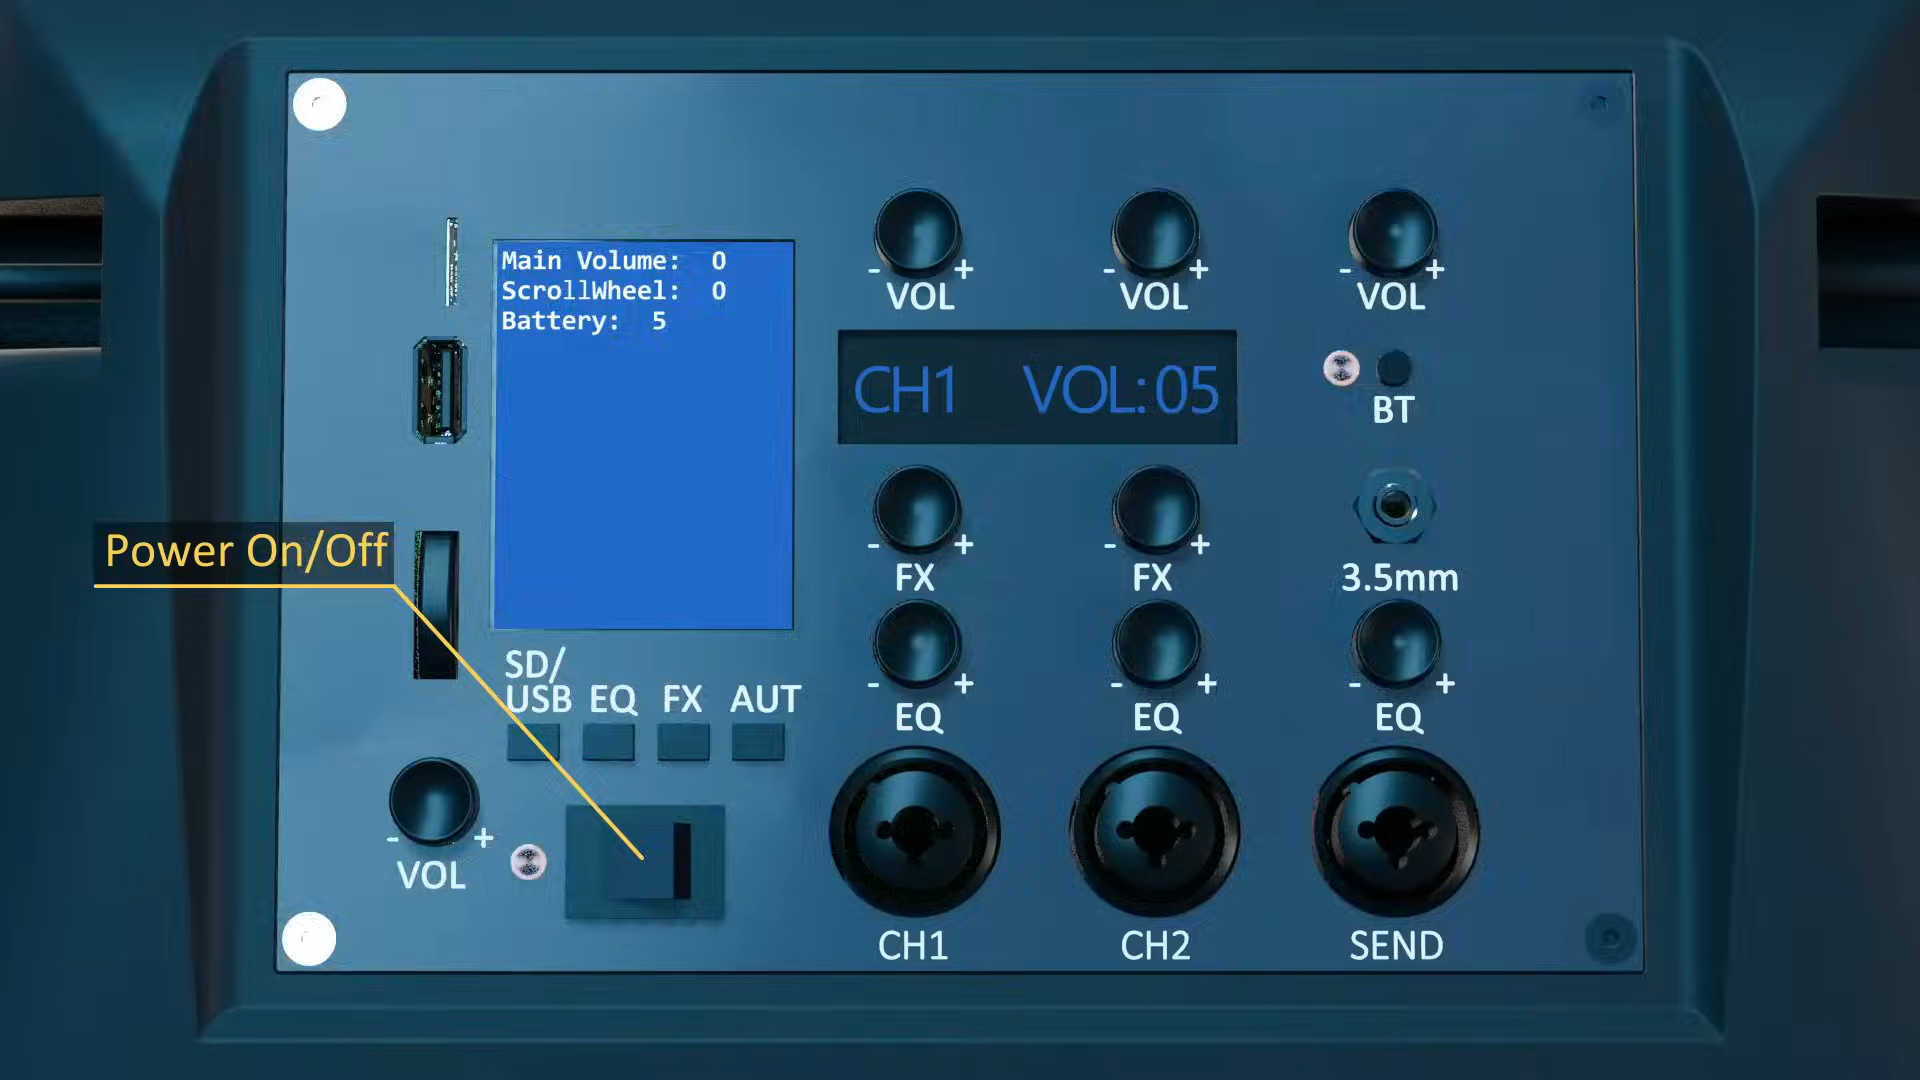 Main Volume: 0
ScrollWheel: 0
Battery: 5
- + VOL
- + VOL
- + VOL
CH1 VOL:05
BT
Power On/Off
- + FX
- + FX
3.5mm
SD/
USB EQ FX AUT
- + EQ
- + EQ
- + EQ
- + VOL
CH1
CH2
SEND